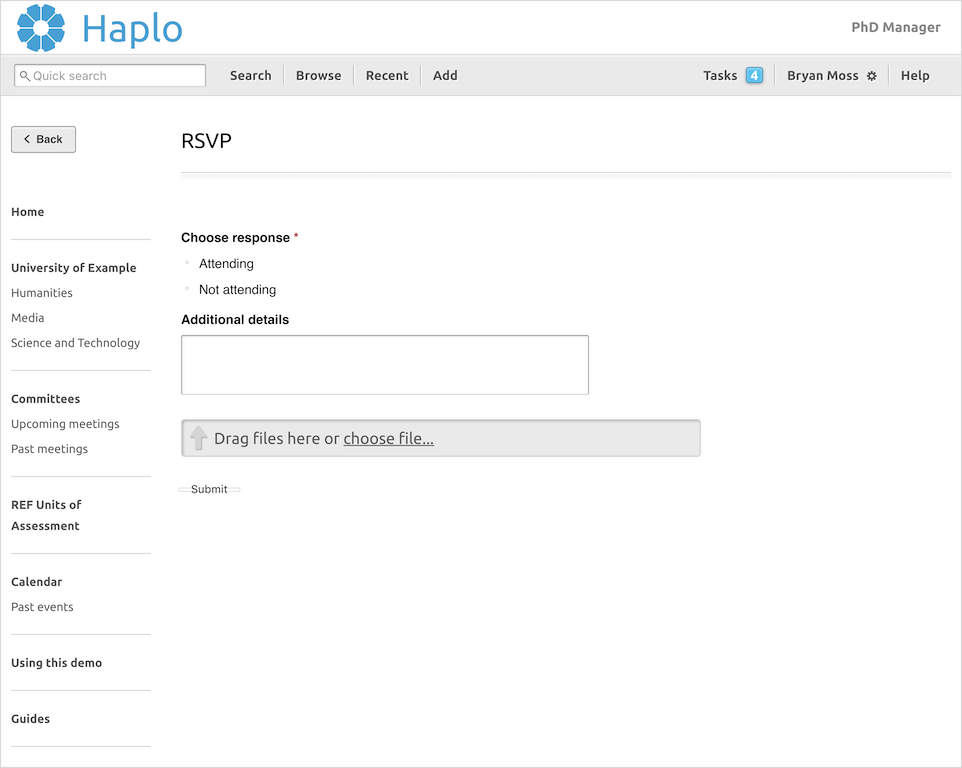 Haplo
PhD Manager
Quick search
Search
Browse
Recent
Add
Tasks 4
Bryan Moss
Help
Back
RSVP
Home
University of Example
Humanities
Media
Science and Technology
Committees
Upcoming meetings
Past meetings
REF Units of
Assessment
Calendar
Past events
Using this demo
Guides
Choose response *
Attending
Not attending
Additional details
Drag files here or choose file...
Submit